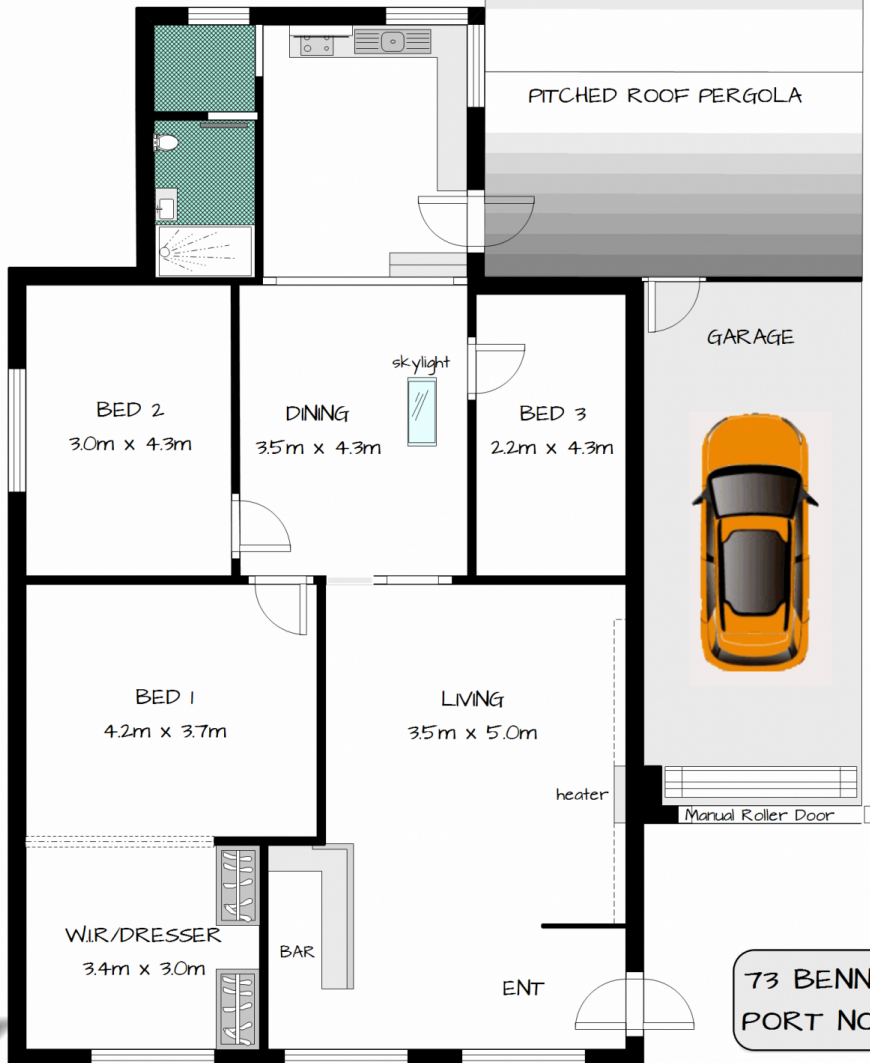 PITCHED ROOF PERGOLA
GARAGE
skylight
BED 2
3.0m x 4.3m
DINING
3.5m x 4.3m
BED 3
2.2m x 4.3m
BED 1
4.2m x 3.7m
LIVING
3.5m x 5.0m
heater
Manual Roller Door
W.I.R/DRESSER
3.4m x 3.0m
BAR
ENT
73 BENN
PORT NO